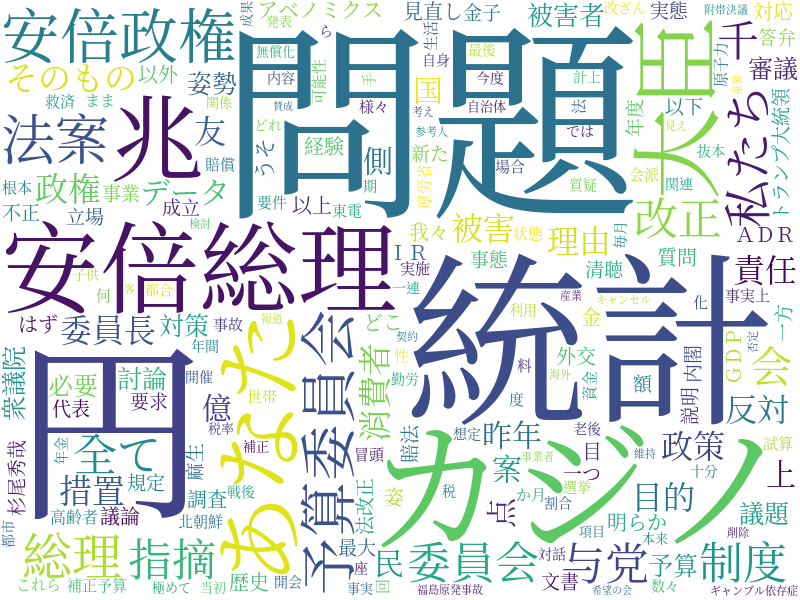 安倍政権
問題
大臣
兆
法案
そのもの
以外
姿勢
友
側
国
千
審議
私たち
被害者
見直し
金子
アベノミクス
成果
発表
生活
自身
ら
無償化
内容
可能性
手
賛成
様々
最後
今度
自治体
考え
参考人
計上
法
では
新た
厚労省
経験
どれ
うそ
関係
まま
救済
賠償
期
要件
東電
検討
事業
データ
政権
根本
不正
立場
成立
以上
改ざん
附帯決議
実態
対応
答弁
原子力
重要
見え
年度
以下
抜本
トランプ大統領
会派
関連
質疑
場合
改正
理由
被害
我々
状態
毎月
ADR
責任
質問
清聴
事態
IR
実施
一連
安倍総理
統計
円
カジノ
あなた
予算委員会
はず
委員長
対策
事故
何
子供
客
都合
どこ
衆議院
必要
討論
代表
要求
年間
開催
億
税率
報道
世帯
勤労
消費者
性
契約
料
度
利用
産業
海外
キャンセル
金
化
事実上
一方
外交
資金
額
説明
内閣
GDP
否定
会
反対
杉尾秀哉
年金
全て
措置
規定
麻生
補正
冒頭
賠法
想定
昨年
老後
事業者
目
一つ
維持
政策
十分
試算
上
案
姿
税
選挙
割合
か月
点
目的
明らか
議題
都市
高齢者
議論
調査
戦後
北朝鮮
最大
座
法改正
民
委員会
対話
項目
本来
削除
予算
制度
総理
指摘
これら
補正予算
極めて
当初
歴史
開会
事実
回
福島原発事故
文書
希望の会
与党
数々
ギャンブル依存症